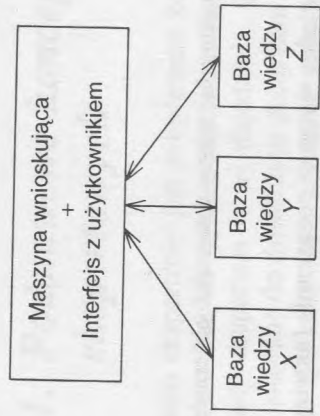 Maszyna wnioskująca
+
Interfejs z użytkownikiem
Baza
wiedzy
X
Baza
wiedzy
Y
Baza
wiedzy
Z